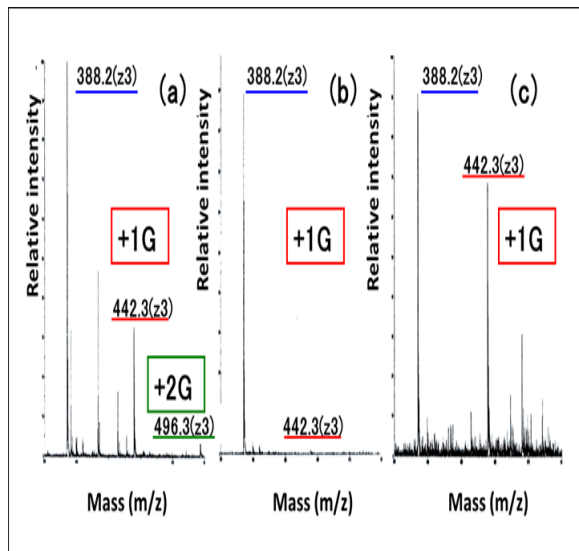 Relative intensity
388.2(z3)
(a)
+1G
442.3(z3)
+2G
496.3(z3)
Mass (m/z)
Relative intensity
388.2(z3)
(b)
+1G
442.3(z3)
Mass (m/z)
Relative intensity
388.2(z3)
(c)
442.3(z3)
+1G
Mass (m/z)